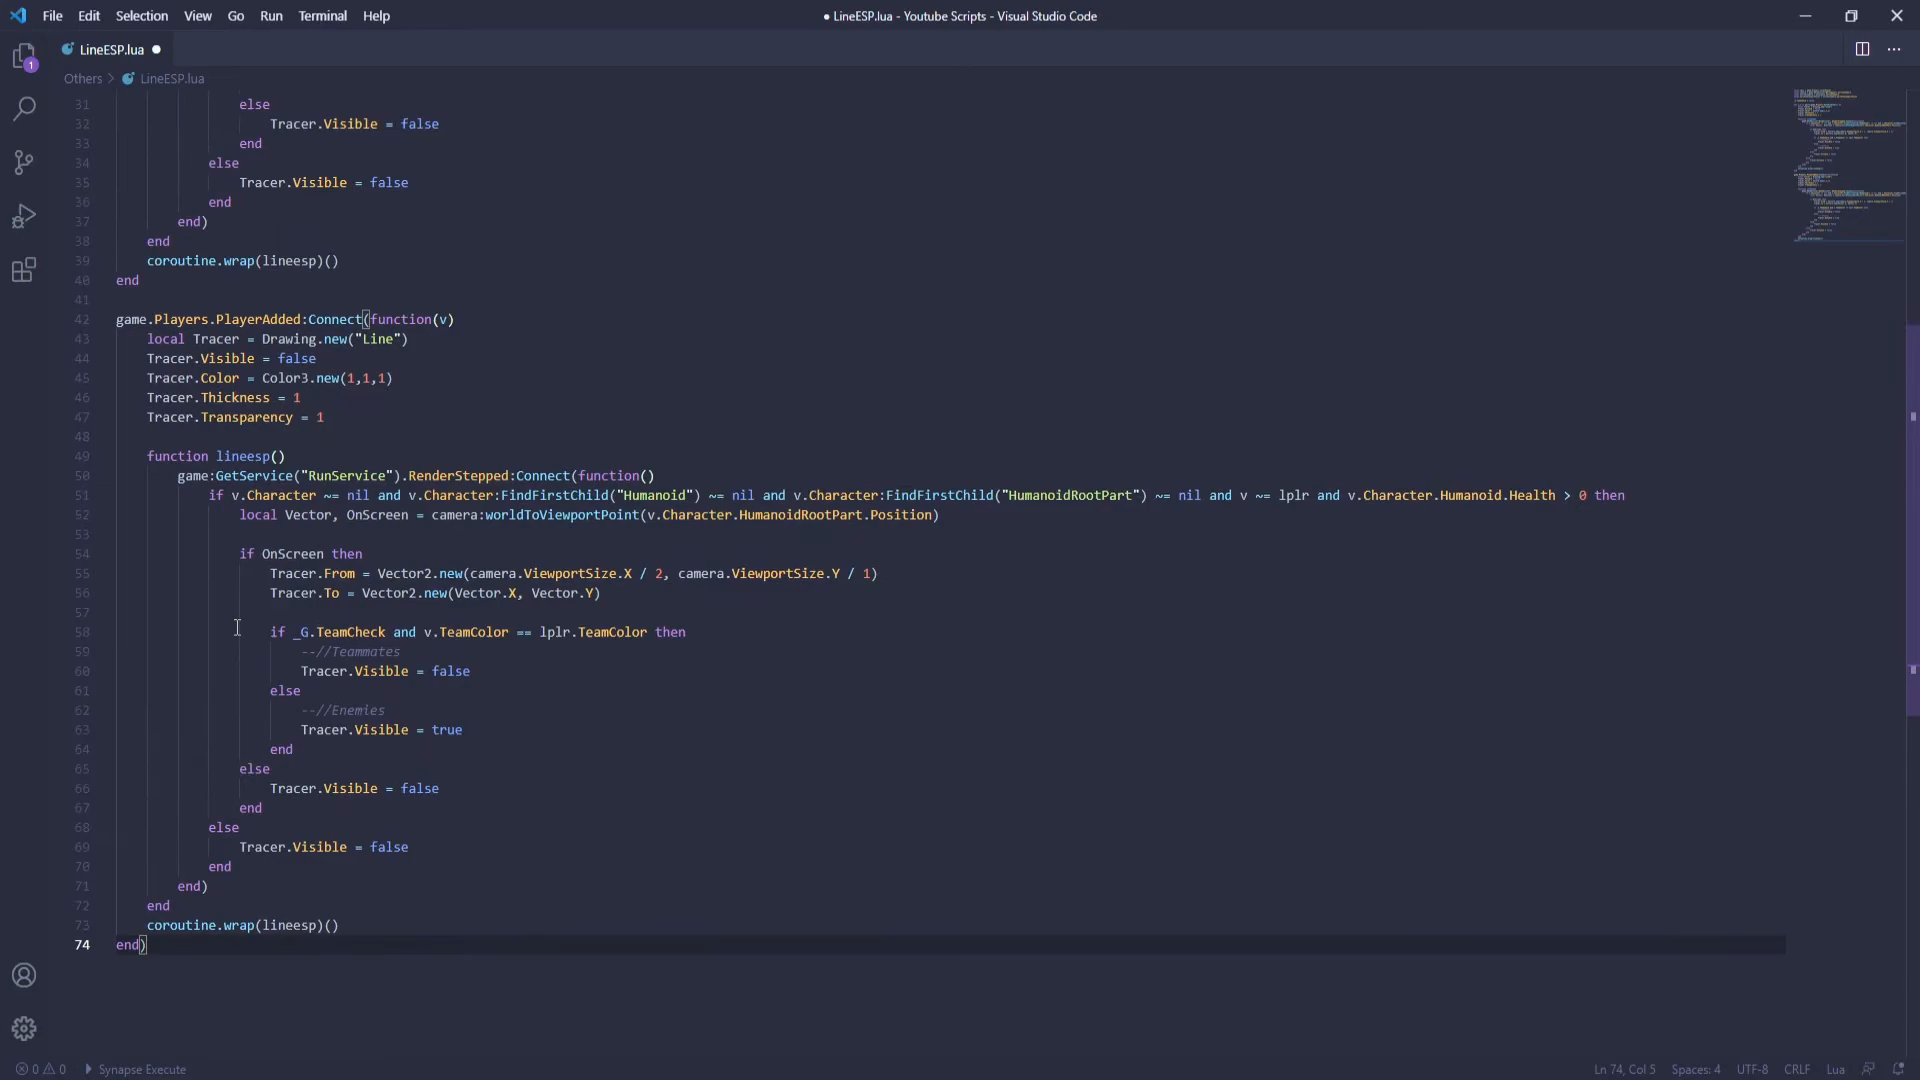 File Edit Selection View Go Run Terminal Help
● LineESP.lua - Youtube Scripts - Visual Studio Code
LineESP.lua ●
1
Others > LineESP.lua
31 else
32 Tracer.Visible = false
33 end
34 else
35 Tracer.Visible = false
36 end
37 end)
38 end
39 coroutine.wrap(lineesp)()
40 end
41
42 game.Players.PlayerAdded:Connect(function(v)
43 local Tracer = Drawing.new("Line")
44 Tracer.Visible = false
45 Tracer.Color = Color3.new(1,1,1)
46 Tracer.Thickness = 1
47 Tracer.Transparency = 1
48
49 function lineesp()
50 game:GetService("RunService").RenderStepped:Connect(function()
51 if v.Character ~= nil and v.Character:FindFirstChild("Humanoid") ~= nil and v.Character:FindFirstChild("HumanoidRootPart") ~= nil and v ~= lplr and v.Character.Humanoid.Health > 0 then
52 local Vector, OnScreen = camera:worldToViewportPoint(v.Character.HumanoidRootPart.Position)
53
54 if OnScreen then
55 Tracer.From = Vector2.new(camera.ViewportSize.X / 2, camera.ViewportSize.Y / 1)
56 Tracer.To = Vector2.new(Vector.X, Vector.Y)
57
58 if _G.TeamCheck and v.TeamColor == lplr.TeamColor then
59 --//Teammates
60 Tracer.Visible = false
61 else
62 --//Enemies
63 Tracer.Visible = true
64 end
65 else
66 Tracer.Visible = false
67 end
68 else
69 Tracer.Visible = false
70 end
71 end)
72 end
73 coroutine.wrap(lineesp)()
74 end)
0 0 Synapse Execute Ln 74, Col 5 Spaces: 4 UTF-8 CRLF Lua